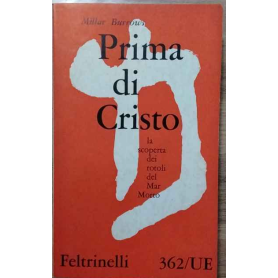 Millar Burrows
Prima
di
Cristo
la
scoperta
dei
rotoli
del
Mar
Morto
Feltrinelli 362/UE